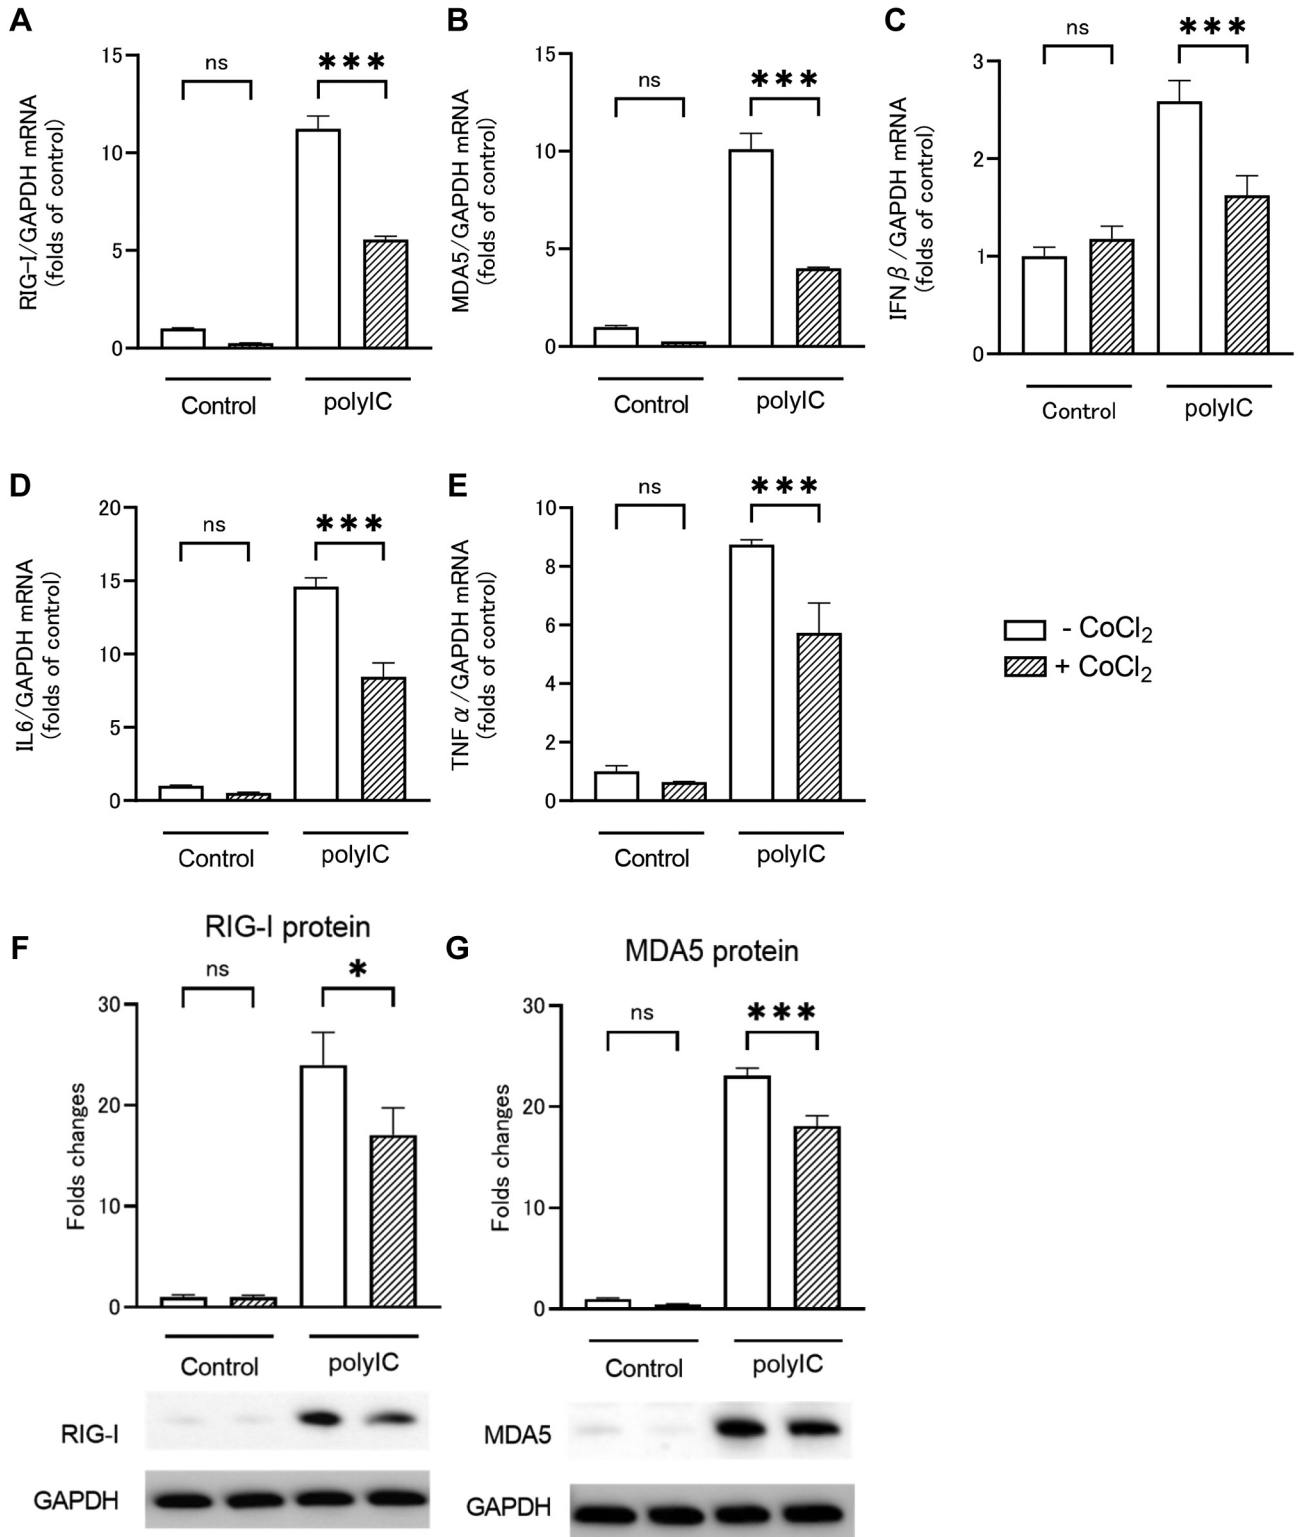 A
B
C
RIG-I/GAPDH mRNA
(folds of control)
15
10
5
0
ns
***
Control
polyIC
MDA5/GAPDH mRNA
(folds of control)
15
10
5
0
ns
***
Control
polyIC
IFNβ/GAPDH mRNA
(folds of control)
3
2
1
0
ns
***
Control
polyIC
D
E
IL6/GAPDH mRNA
(folds of control)
20
15
10
5
0
ns
***
Control
polyIC
TNFα/GAPDH mRNA
(folds of control)
10
8
6
4
2
0
ns
***
Control
polyIC
- CoCl2
+ CoCl2
F
RIG-I protein
Folds changes
30
20
10
0
ns
*
Control
polyIC
RIG-I
GAPDH
G
MDA5 protein
Folds changes
30
20
10
0
ns
***
Control
polyIC
MDA5
GAPDH